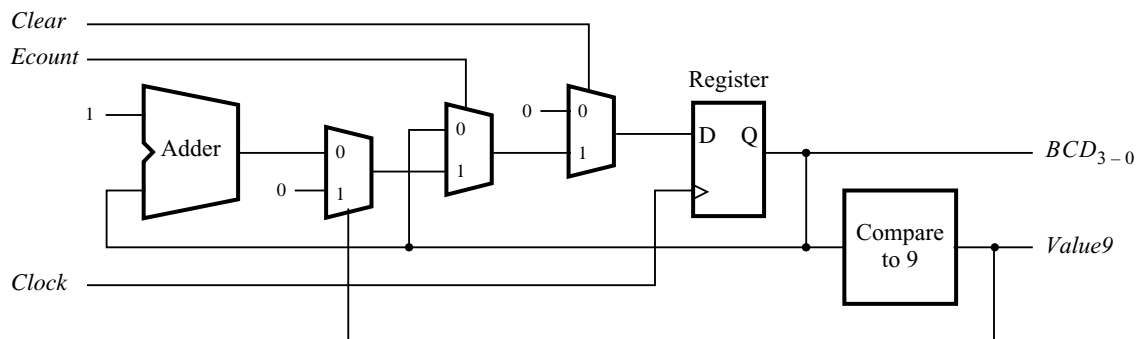 Clear
Ecount
Register
1
Adder
0
1
0
0
1
0
0
1
0
D
Q
BCD3–0
Compare
to 9
Value9
Clock